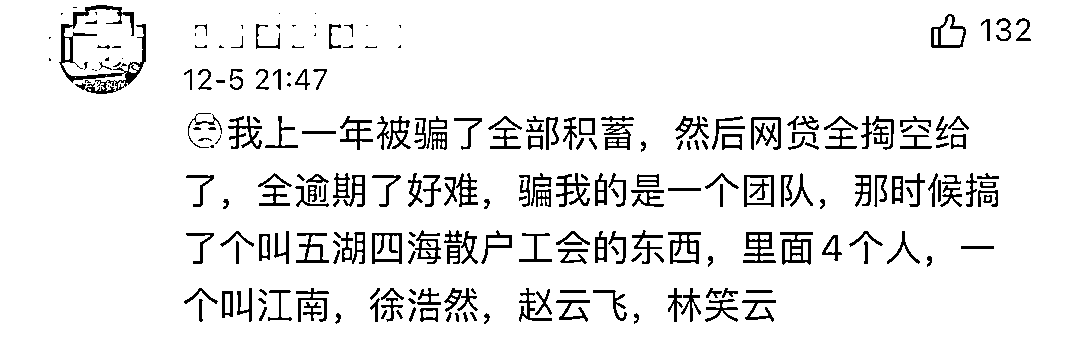 132
12-5 21:47
我上一年被骗了全部积蓄，然后网贷全掏空给
了，全逾期了好难，骗我的是一个团队，那时候搞
了个叫五湖四海散户工会的东西，里面4个人，一
个叫江南，徐浩然，赵云飞，林笑云